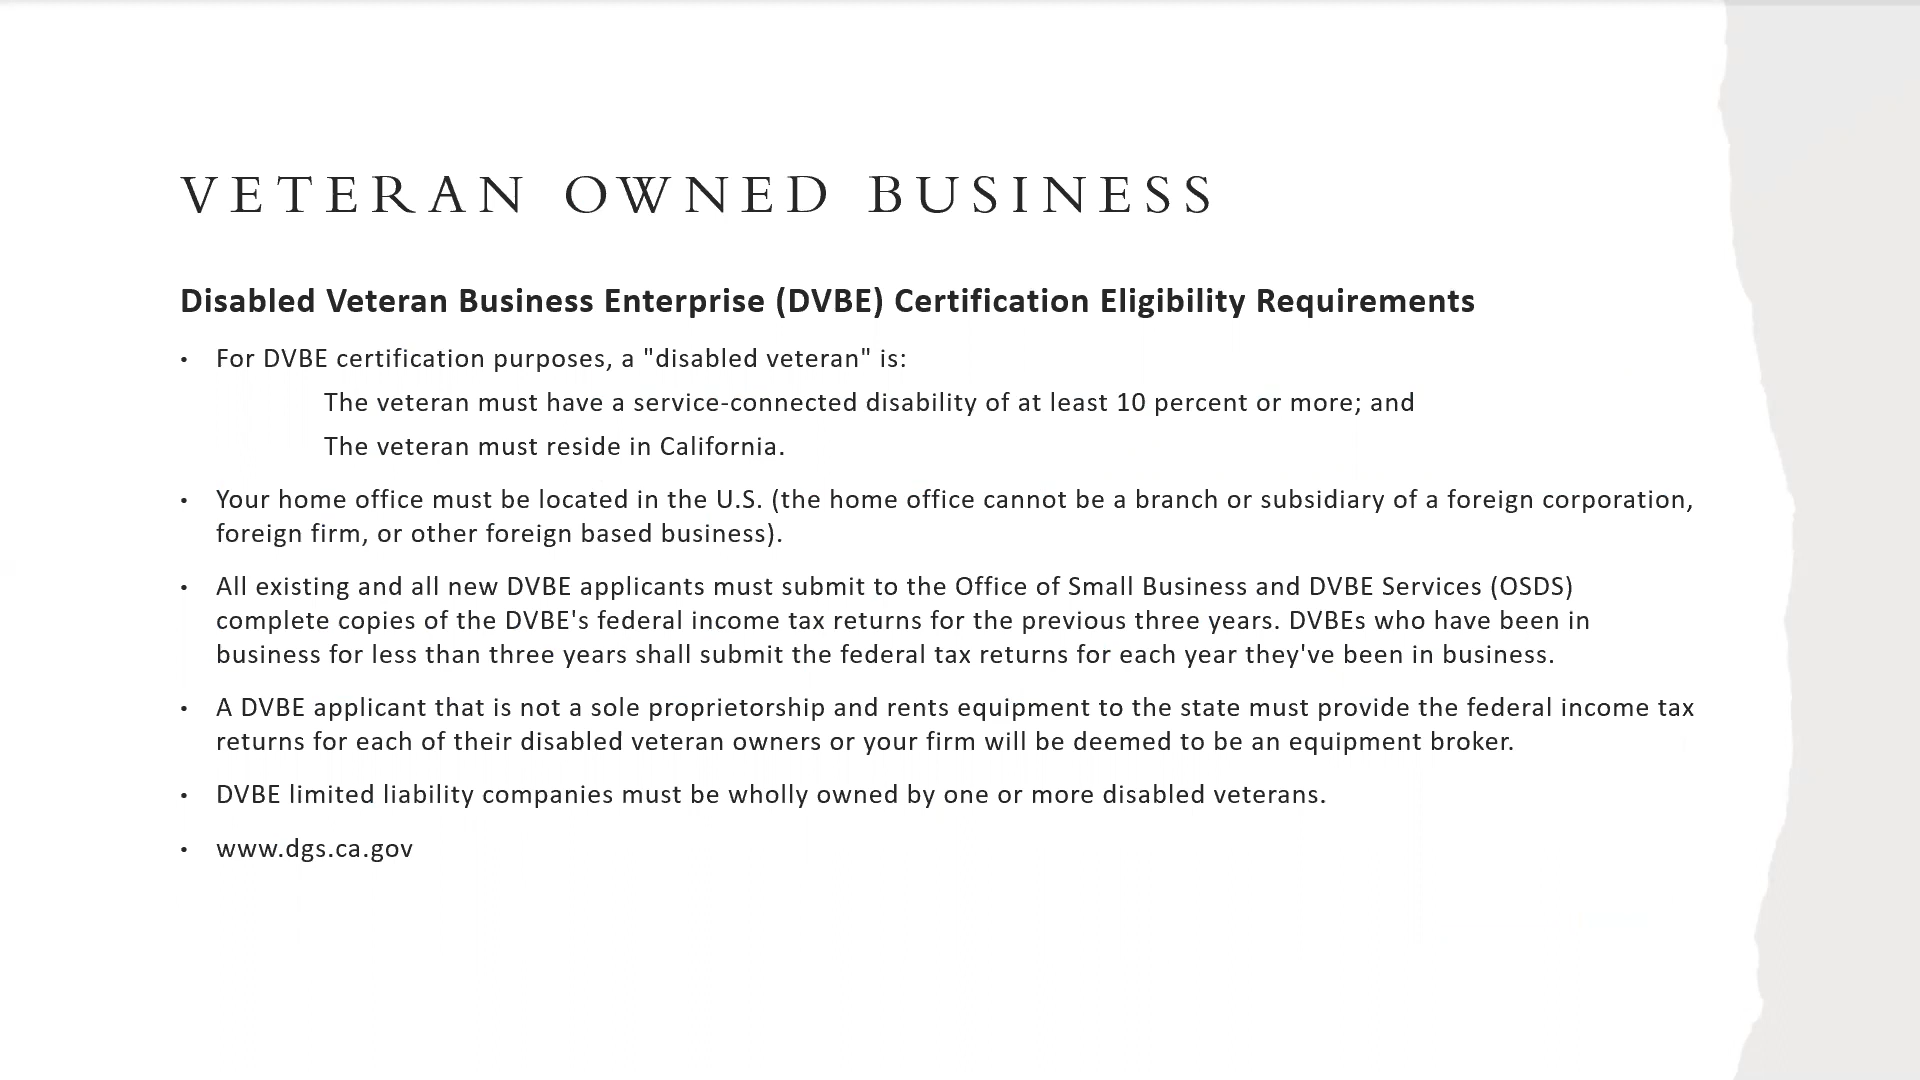 VETERAN OWNED BUSINESS
Disabled Veteran Business Enterprise (DVBE) Certification Eligibility Requirements
• For DVBE certification purposes, a "disabled veteran" is:
The veteran must have a service-connected disability of at least 10 percent or more; and
The veteran must reside in California.
• Your home office must be located in the U.S. (the home office cannot be a branch or subsidiary of a foreign corporation,
foreign firm, or other foreign based business).
• All existing and all new DVBE applicants must submit to the Office of Small Business and DVBE Services (OSDS)
complete copies of the DVBE's federal income tax returns for the previous three years. DVBEs who have been in
business for less than three years shall submit the federal tax returns for each year they've been in business.
• A DVBE applicant that is not a sole proprietorship and rents equipment to the state must provide the federal income tax
returns for each of their disabled veteran owners or your firm will be deemed to be an equipment broker.
• DVBE limited liability companies must be wholly owned by one or more disabled veterans.
• www.dgs.ca.gov